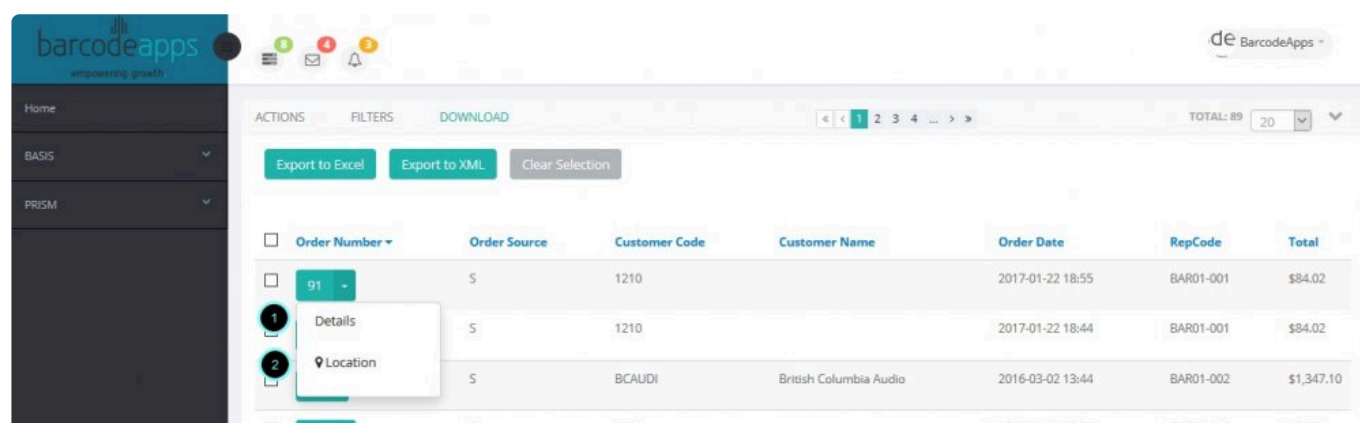 barcodeapps
empowering growth
8 4 3
de BarcodeApps
Home
BASIS
PRISM
ACTIONS FILTERS DOWNLOAD
« < 1 2 3 4 ... > »
TOTAL: 89 20
Export to Excel Export to XML Clear Selection
Order Number Order Source Customer Code Customer Name Order Date RepCode Total
91 S 1210 2017-01-22 18:55 BAR01-001 $84.02
1 Details
S 1210 2017-01-22 18:44 BAR01-001 $84.02
2 Location
S BCAUDI British Columbia Audio 2016-03-02 13:44 BAR01-002 $1,347.10